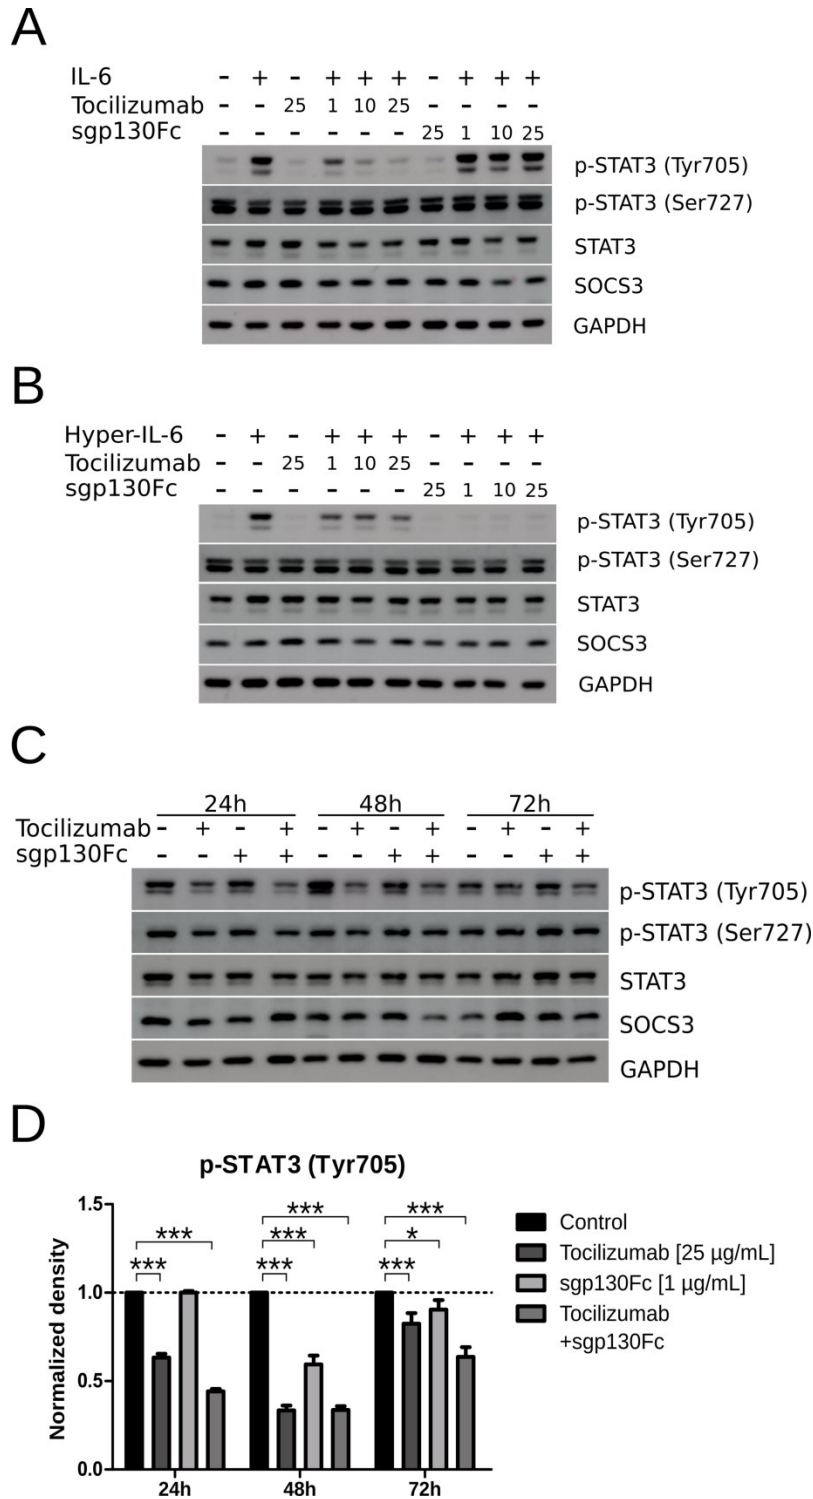 A
IL-6 - + - + + + - + + +
Tocilizumab - - 25 1 10 25 - - - -
sgp130Fc - - - - - - 25 1 10 25
p-STAT3 (Tyr705)
p-STAT3 (Ser727)
STAT3
SOCS3
GAPDH
B
Hyper-IL-6 - + - + + + - + + +
Tocilizumab - - 25 1 10 25 - - - -
sgp130Fc - - - - - - 25 1 10 25
p-STAT3 (Tyr705)
p-STAT3 (Ser727)
STAT3
SOCS3
GAPDH
C
24h 48h 72h
Tocilizumab - + - + - + - + - + - +
sgp130Fc - - + + - - + + - - + +
p-STAT3 (Tyr705)
p-STAT3 (Ser727)
STAT3
SOCS3
GAPDH
D
p-STAT3 (Tyr705)
Normalized density
1.5
1.0
0.5
0.0
*** ***
*** *** ***
*** * ***
24h 48h 72h
Control
Tocilizumab [25 µg/mL]
sgp130Fc [1 µg/mL]
Tocilizumab
+sgp130Fc